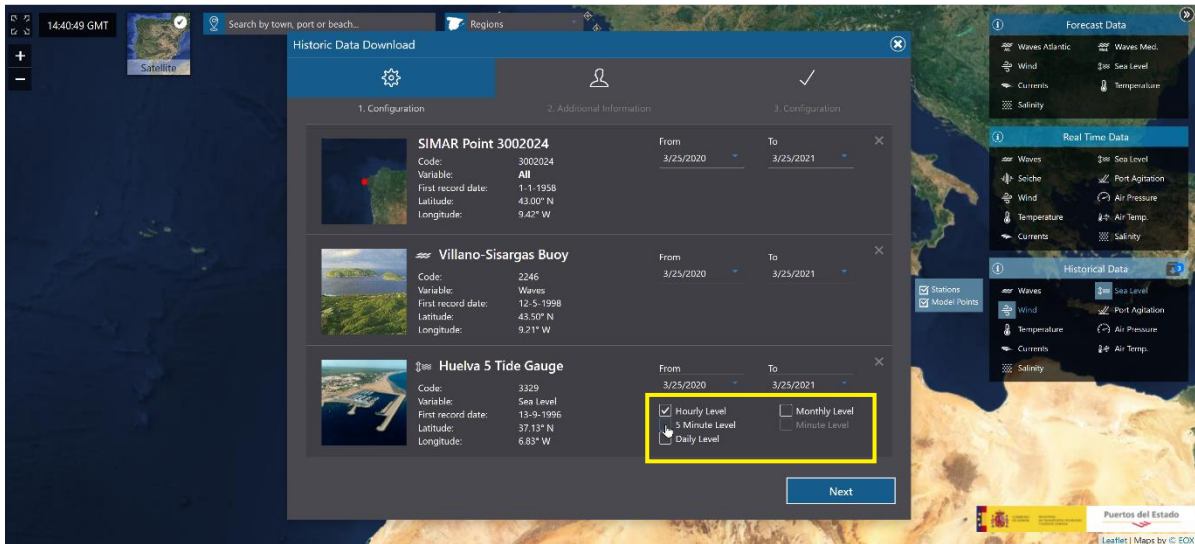 14:40:49 GMT
Satellite
Search by town, port or beach...
Regions
Historic Data Download
1. Configuration
2. Additional Information
3. Configuration
SIMAR Point 3002024
Code: 3002024
Variable: All
First record date: 1-1-1958
Latitude: 43.00° N
Longitude: 9.42° W
From To
3/25/2020 3/25/2021
Villano-Sisargas Buoy
Code: 2246
Variable: Waves
First record date: 12-5-1998
Latitude: 43.50° N
Longitude: 9.21° W
From To
3/25/2020 3/25/2021
Huelva 5 Tide Gauge
Code: 3329
Variable: Sea Level
First record date: 13-9-1996
Latitude: 37.13° N
Longitude: 6.83° W
From To
3/25/2020 3/25/2021
Hourly Level Monthly Level
5 Minute Level Minute Level
Daily Level
Next
Stations
Model Points
Forecast Data
Waves Atlantic Waves Med.
Wind Sea Level
Currents Temperature
Salinity
Real Time Data
Waves Sea Level
Seiche Port Agitation
Wind Air Pressure
Temperature Air Temp.
Currents Salinity
Historical Data 3
Waves Sea Level
Wind Port Agitation
Temperature Air Pressure
Currents Air Temp.
Salinity
Puertos del Estado
Leaflet | Maps by © EOX